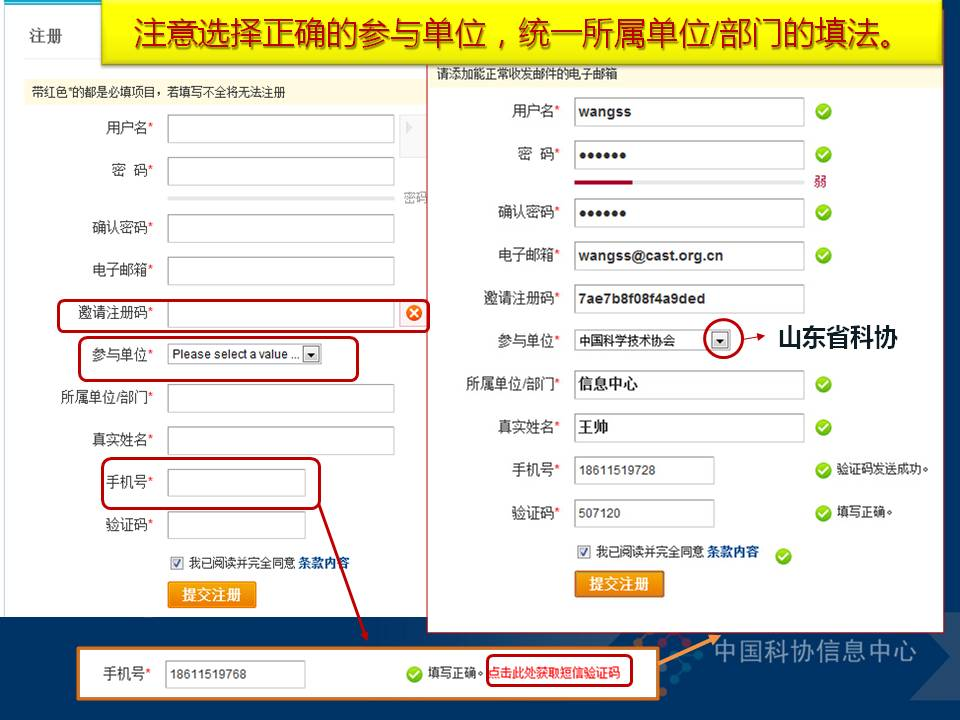 注册
注意选择正确的参与单位，统一所属单位/部门的填法。
带红色*的都是必填项目，若填写不全将无法注册
用户名*
密 码*
密码
确认密码*
电子邮箱*
邀请注册码*
参与单位* Please select a value ...
所属单位/部门*
真实姓名*
手机号*
验证码*
我已阅读并完全同意 条款内容
提交注册
请添加能正常收发邮件的电子邮箱
用户名* wangss
密 码* ●●●●●●
弱
确认密码* ●●●●●●
电子邮箱* wangss@cast.org.cn
邀请注册码* 7ae7b8f08f4a9ded
参与单位* 中国科学技术协会 山东省科协
所属单位/部门* 信息中心
真实姓名* 王帅
手机号* 18611519728 验证码发送成功。
验证码* 507120 填写正确。
我已阅读并完全同意 条款内容
提交注册
手机号* 18611519768 填写正确。点击此处获取短信验证码
中国科协信息中心